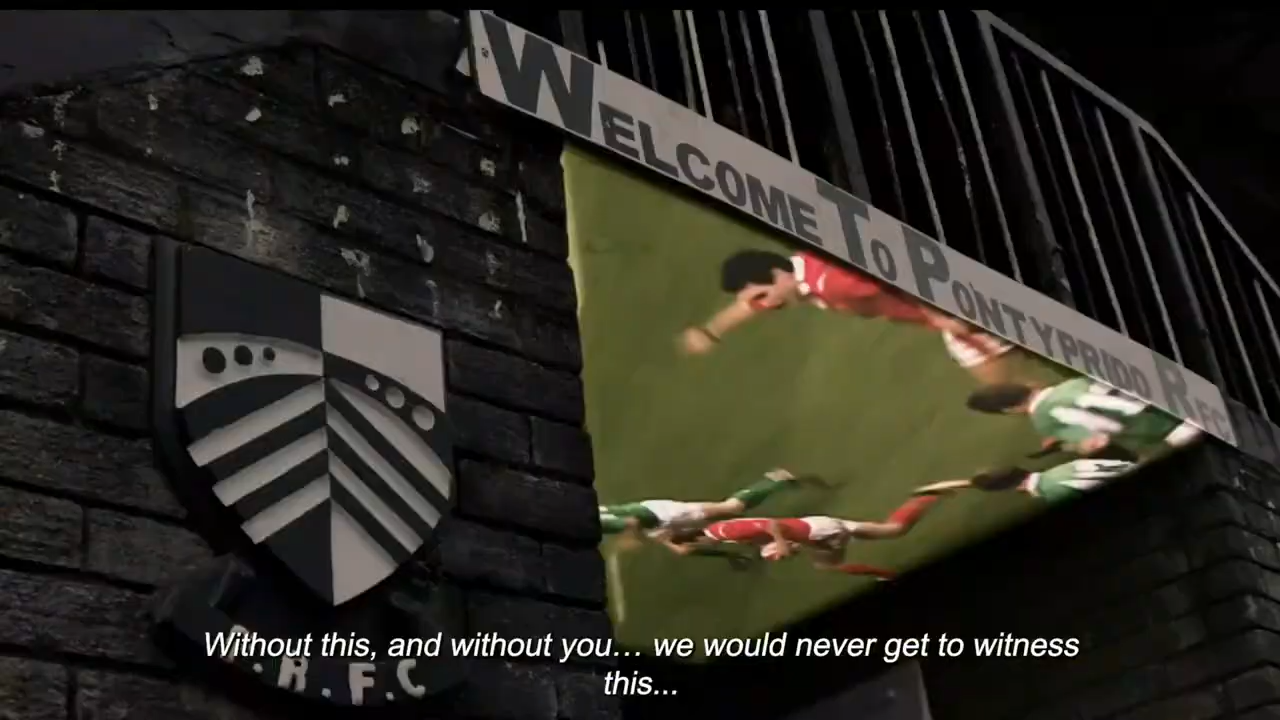 WELCOME TO PONTYPRIDD RFC
P.R.F.C
Without this, and without you... we would never get to witness
this...